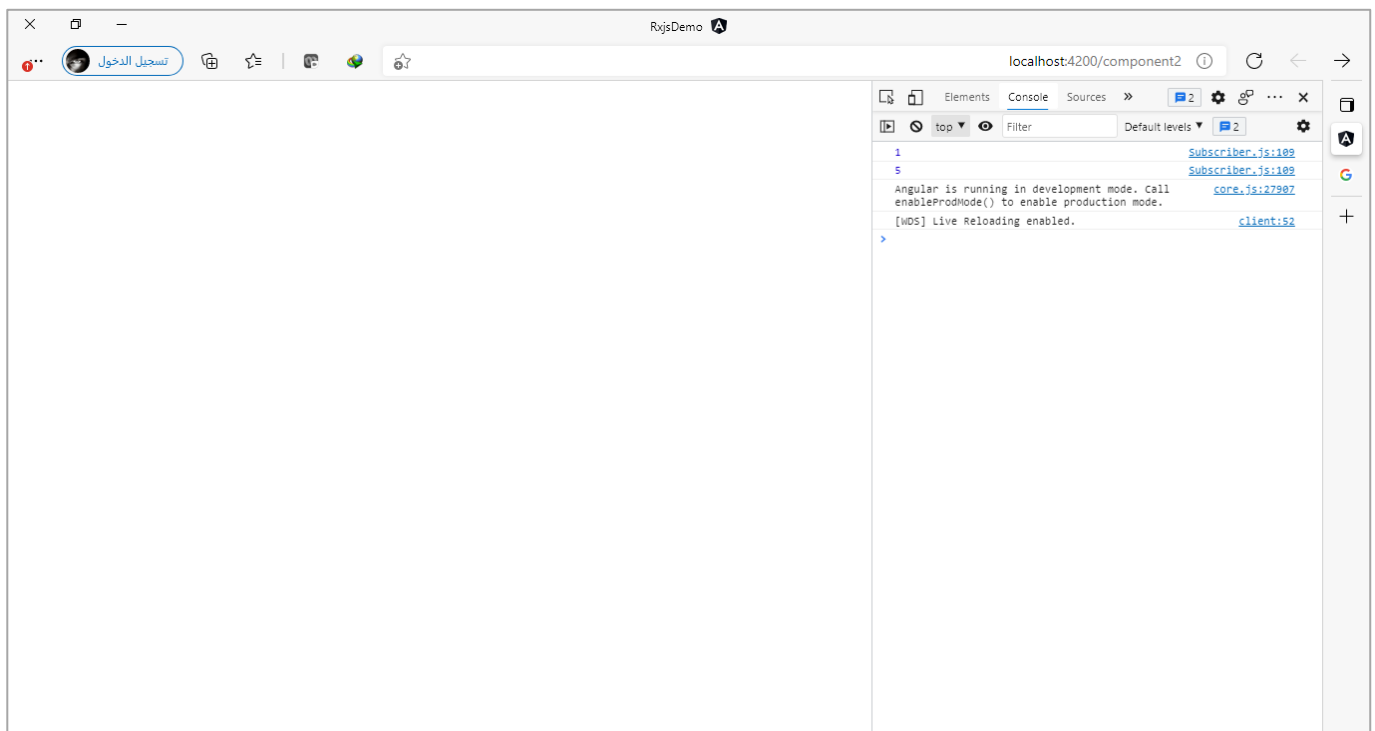 RxjsDemo
تسجيل الدخول
localhost:4200/component2
Elements Console Sources 2
top Filter Default levels 2
1 Subscriber.js:109
5 Subscriber.js:109
Angular is running in development mode. Call core.js:27907
enableProdMode() to enable production mode.
[WDS] Live Reloading enabled. client:52